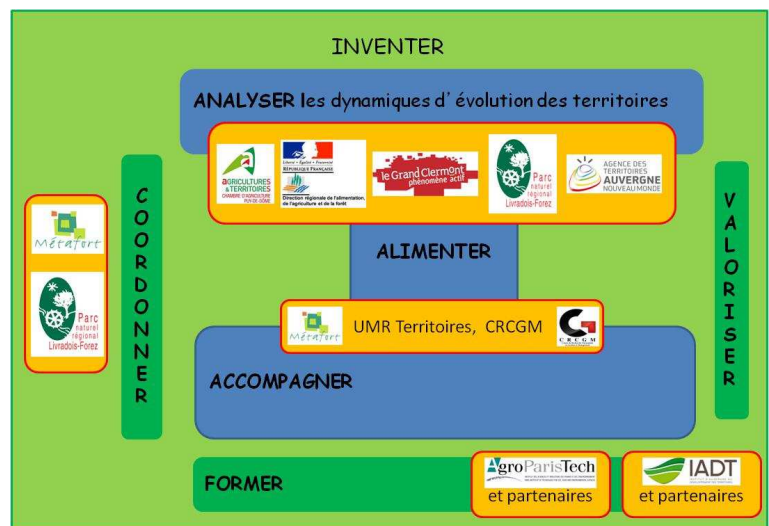 INVENTER
ANALYSER les dynamiques d' évolution des territoires
AGRICULTURES
& TERRITOIRES
CHAMBRE D'AGRICULTURE
PUY-DE-DÔME
Liberté • Égalité • Fraternité
RÉPUBLIQUE FRANÇAISE
Direction régionale de l'alimentation,
de l'agriculture et de la forêt
le Grand Clermont
phénomène actif
Parc
naturel
régional
Livradois-Forez
AGENCE DES
TERRITOIRES
AUVERGNE
NOUVEAU MONDE
COORDONNER
VALORISER
Métafort
Parc
naturel
régional
Livradois-Forez
ALIMENTER
Métafort
UMR Territoires, CRCGM
CRCGM
ACCOMPAGNER
FORMER
AgroParisTech
et partenaires
IADT
et partenaires